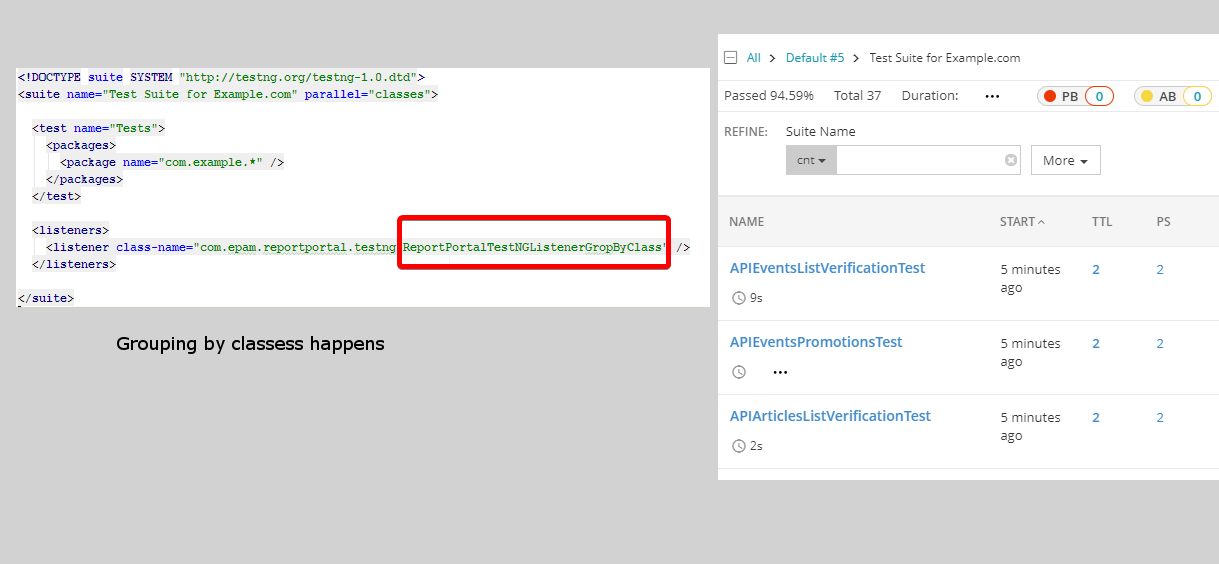 <!DOCTYPE suite SYSTEM "http://testng.org/testng-1.0.dtd">
<suite name="Test Suite for Example.com" parallel="classes">
<test name="Tests">
<packages>
<package name="com.example.*" />
</packages>
</test>
<listeners>
<listener class-name="com.epam.reportportal.testng ReportPortalTestNGListenerGropByClass" />
</listeners>
</suite>
Grouping by classess happens
All > Default #5 > Test Suite for Example.com
Passed 94.59% Total 37 Duration: ... PB 0 AB 0
REFINE: Suite Name
cnt More
NAME START TTL PS
APIEventsListVerificationTest 5 minutes ago 2 2
9s
APIEventsPromotionsTest 5 minutes ago 2 2
...
APIArticlesListVerificationTest 5 minutes ago 2 2
2s